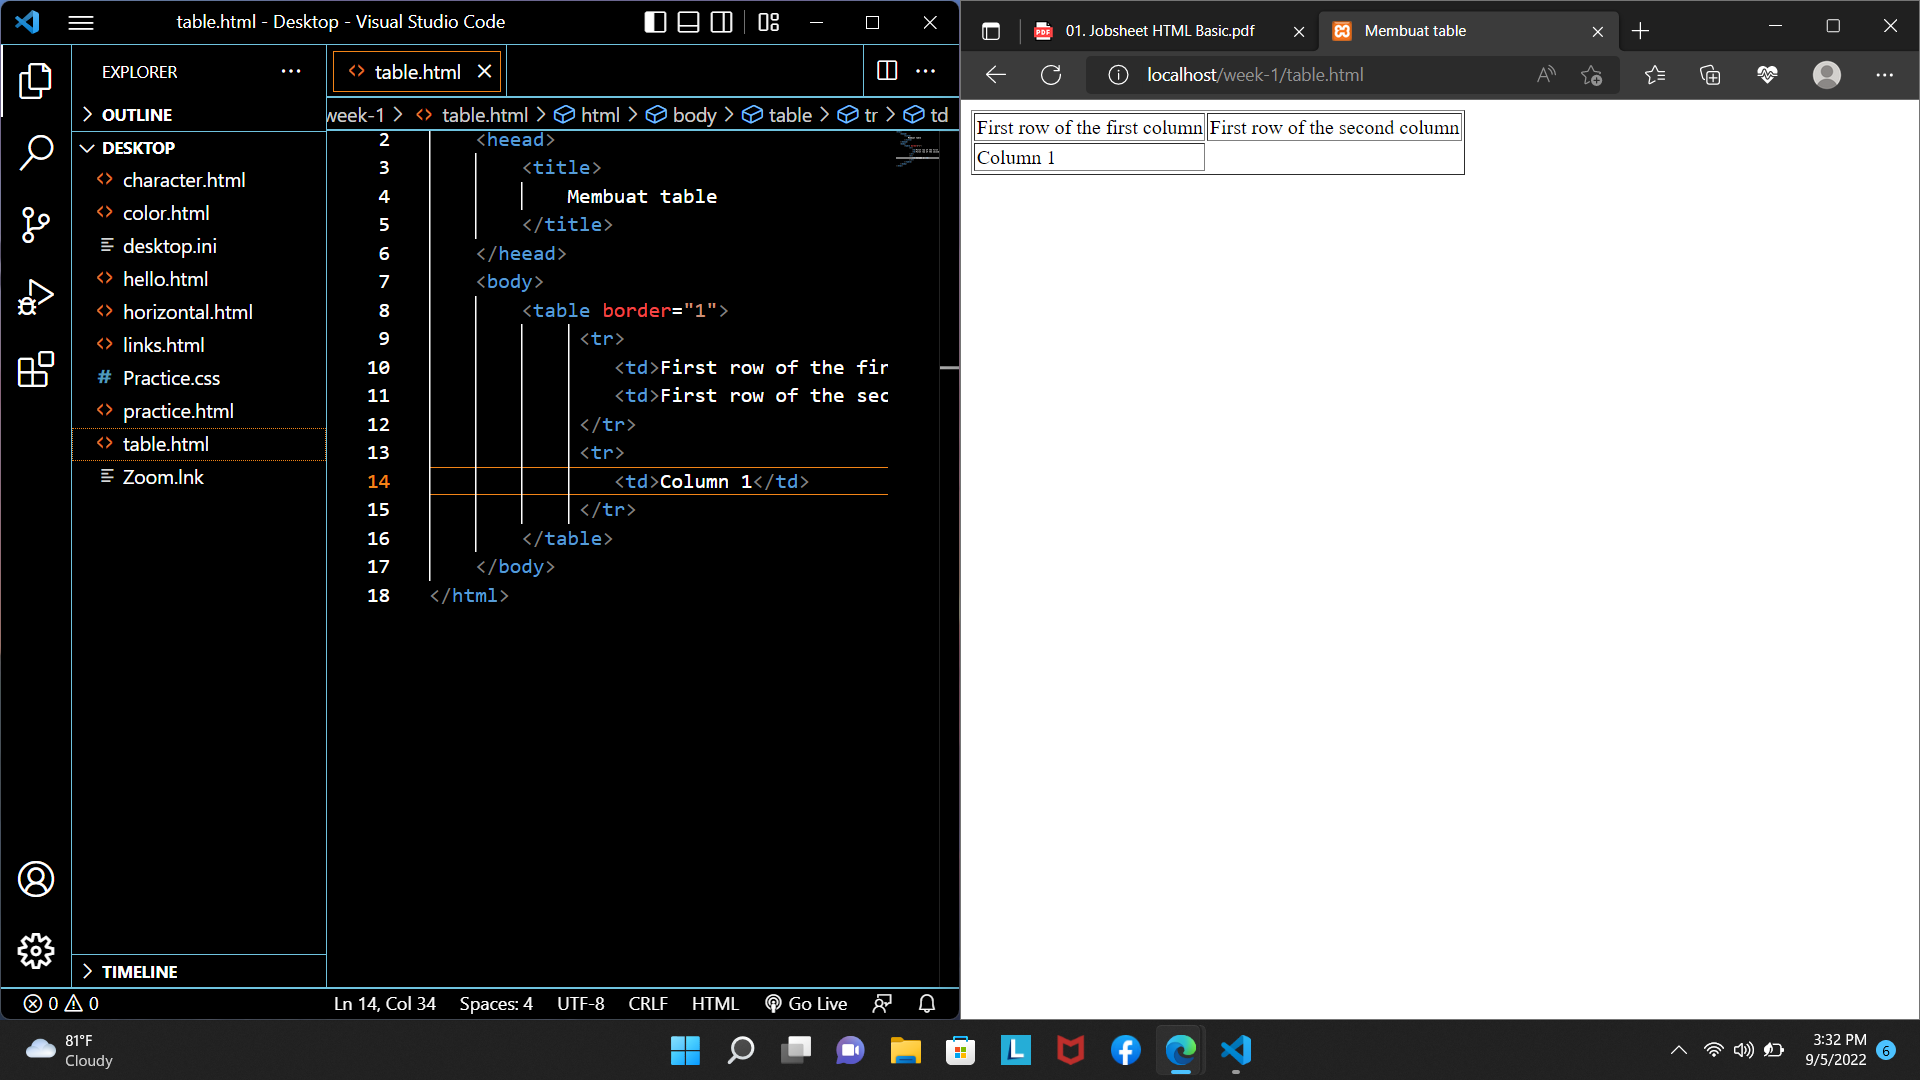 table.html - Desktop - Visual Studio Code
EXPLORER
OUTLINE
DESKTOP
character.html
color.html
desktop.ini
hello.html
horizontal.html
links.html
# Practice.css
practice.html
table.html
Zoom.lnk
TIMELINE
table.html
week-1 > table.html > html > body > table > tr > td
2 <heead>
3 <title>
4 Membuat table
5 </title>
6 </heead>
7 <body>
8 <table border="1">
9 <tr>
10 <td>First row of the fir
11 <td>First row of the sec
12 </tr>
13 <tr>
14 <td>Column 1</td>
15 </tr>
16 </table>
17 </body>
18 </html>
0 0 Ln 14, Col 34 Spaces: 4 UTF-8 CRLF HTML Go Live
PDF 01. Jobsheet HTML Basic.pdf Membuat table
localhost/week-1/table.html
First row of the first column First row of the second column
Column 1
81°F
Cloudy
L
3:32 PM
9/5/2022
6